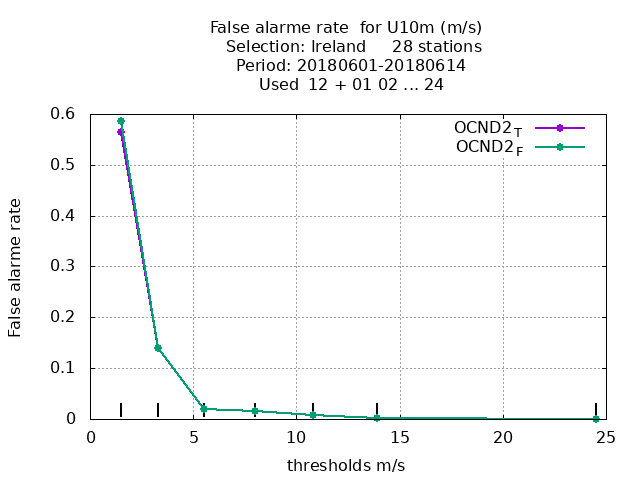 False alarme rate  for U10m (m/s)
Selection: Ireland     28 stations
Period: 20180601-20180614
Used  12 + 01 02 ... 24
OCND2T
OCND2F
False alarme rate
0.6
0.5
0.4
0.3
0.2
0.1
0
0 5 10 15 20 25
thresholds m/s